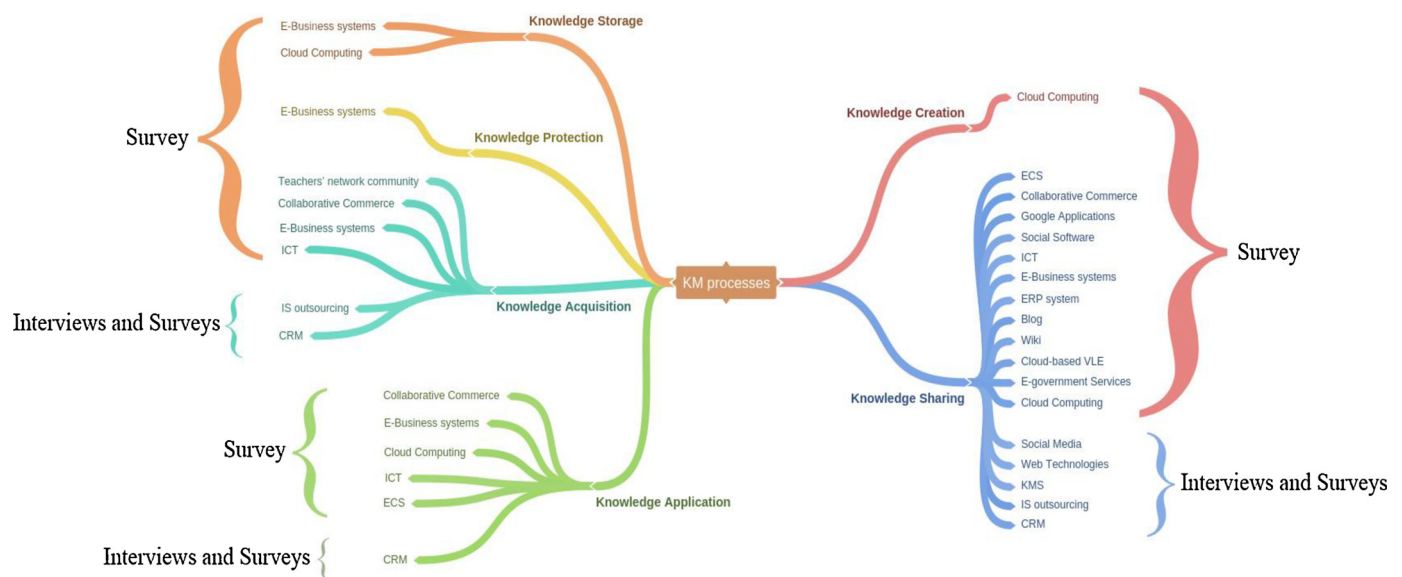 Knowledge Storage
E-Business systems
Cloud Computing
Knowledge Protection
E-Business systems
Survey
Knowledge Acquisition
Teachers' network community
Collaborative Commerce
E-Business systems
ICT
IS outsourcing
CRM
Interviews and Surveys
Knowledge Application
Collaborative Commerce
E-Business systems
Cloud Computing
ICT
ECS
Survey
CRM
Interviews and Surveys
KM processes
Knowledge Creation
Cloud Computing
Knowledge Sharing
ECS
Collaborative Commerce
Google Applications
Social Software
ICT
E-Business systems
ERP system
Blog
Wiki
Cloud-based VLE
E-government Services
Cloud Computing
Survey
Social Media
Web Technologies
KMS
IS outsourcing
CRM
Interviews and Surveys